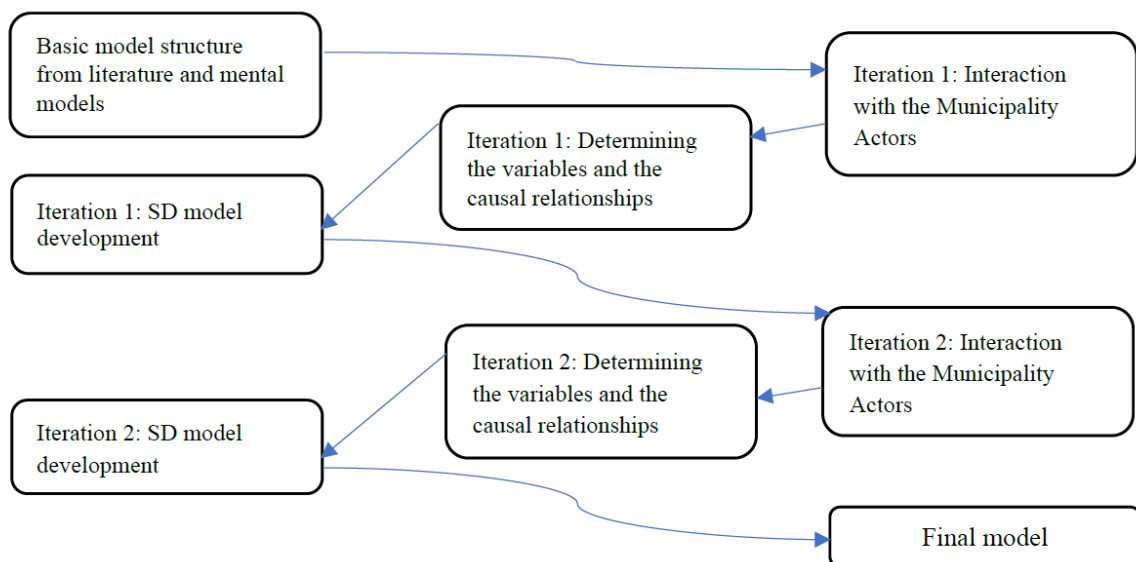 Basic model structure
from literature and mental
models
Iteration 1: Interaction
with the Municipality
Actors
Iteration 1: Determining
the variables and the
causal relationships
Iteration 1: SD model
development
Iteration 2: Interaction
with the Municipality
Actors
Iteration 2: Determining
the variables and the
causal relationships
Iteration 2: SD model
development
Final model